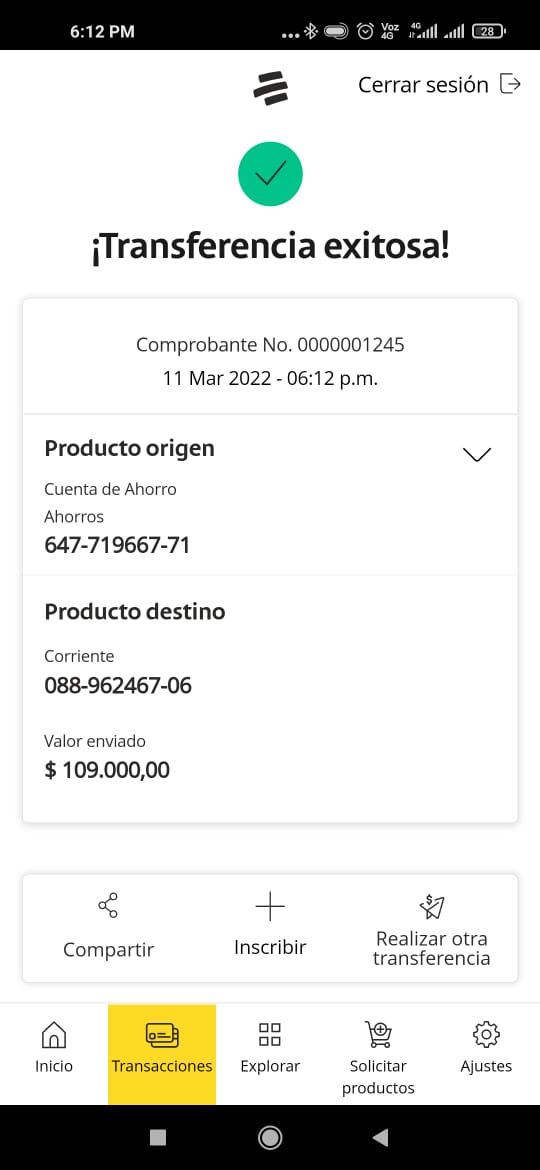 6:12 PM
Voz 4G
4G
28
Cerrar sesión
¡Transferencia exitosa!
Comprobante No. 0000001245
11 Mar 2022 - 06:12 p.m.
Producto origen
Cuenta de Ahorro
Ahorros
647-719667-71
Producto destino
Corriente
088-962467-06
Valor enviado
$ 109.000,00
Compartir
Inscribir
Realizar otra
transferencia
Inicio
Transacciones
Explorar
Solicitar
productos
Ajustes